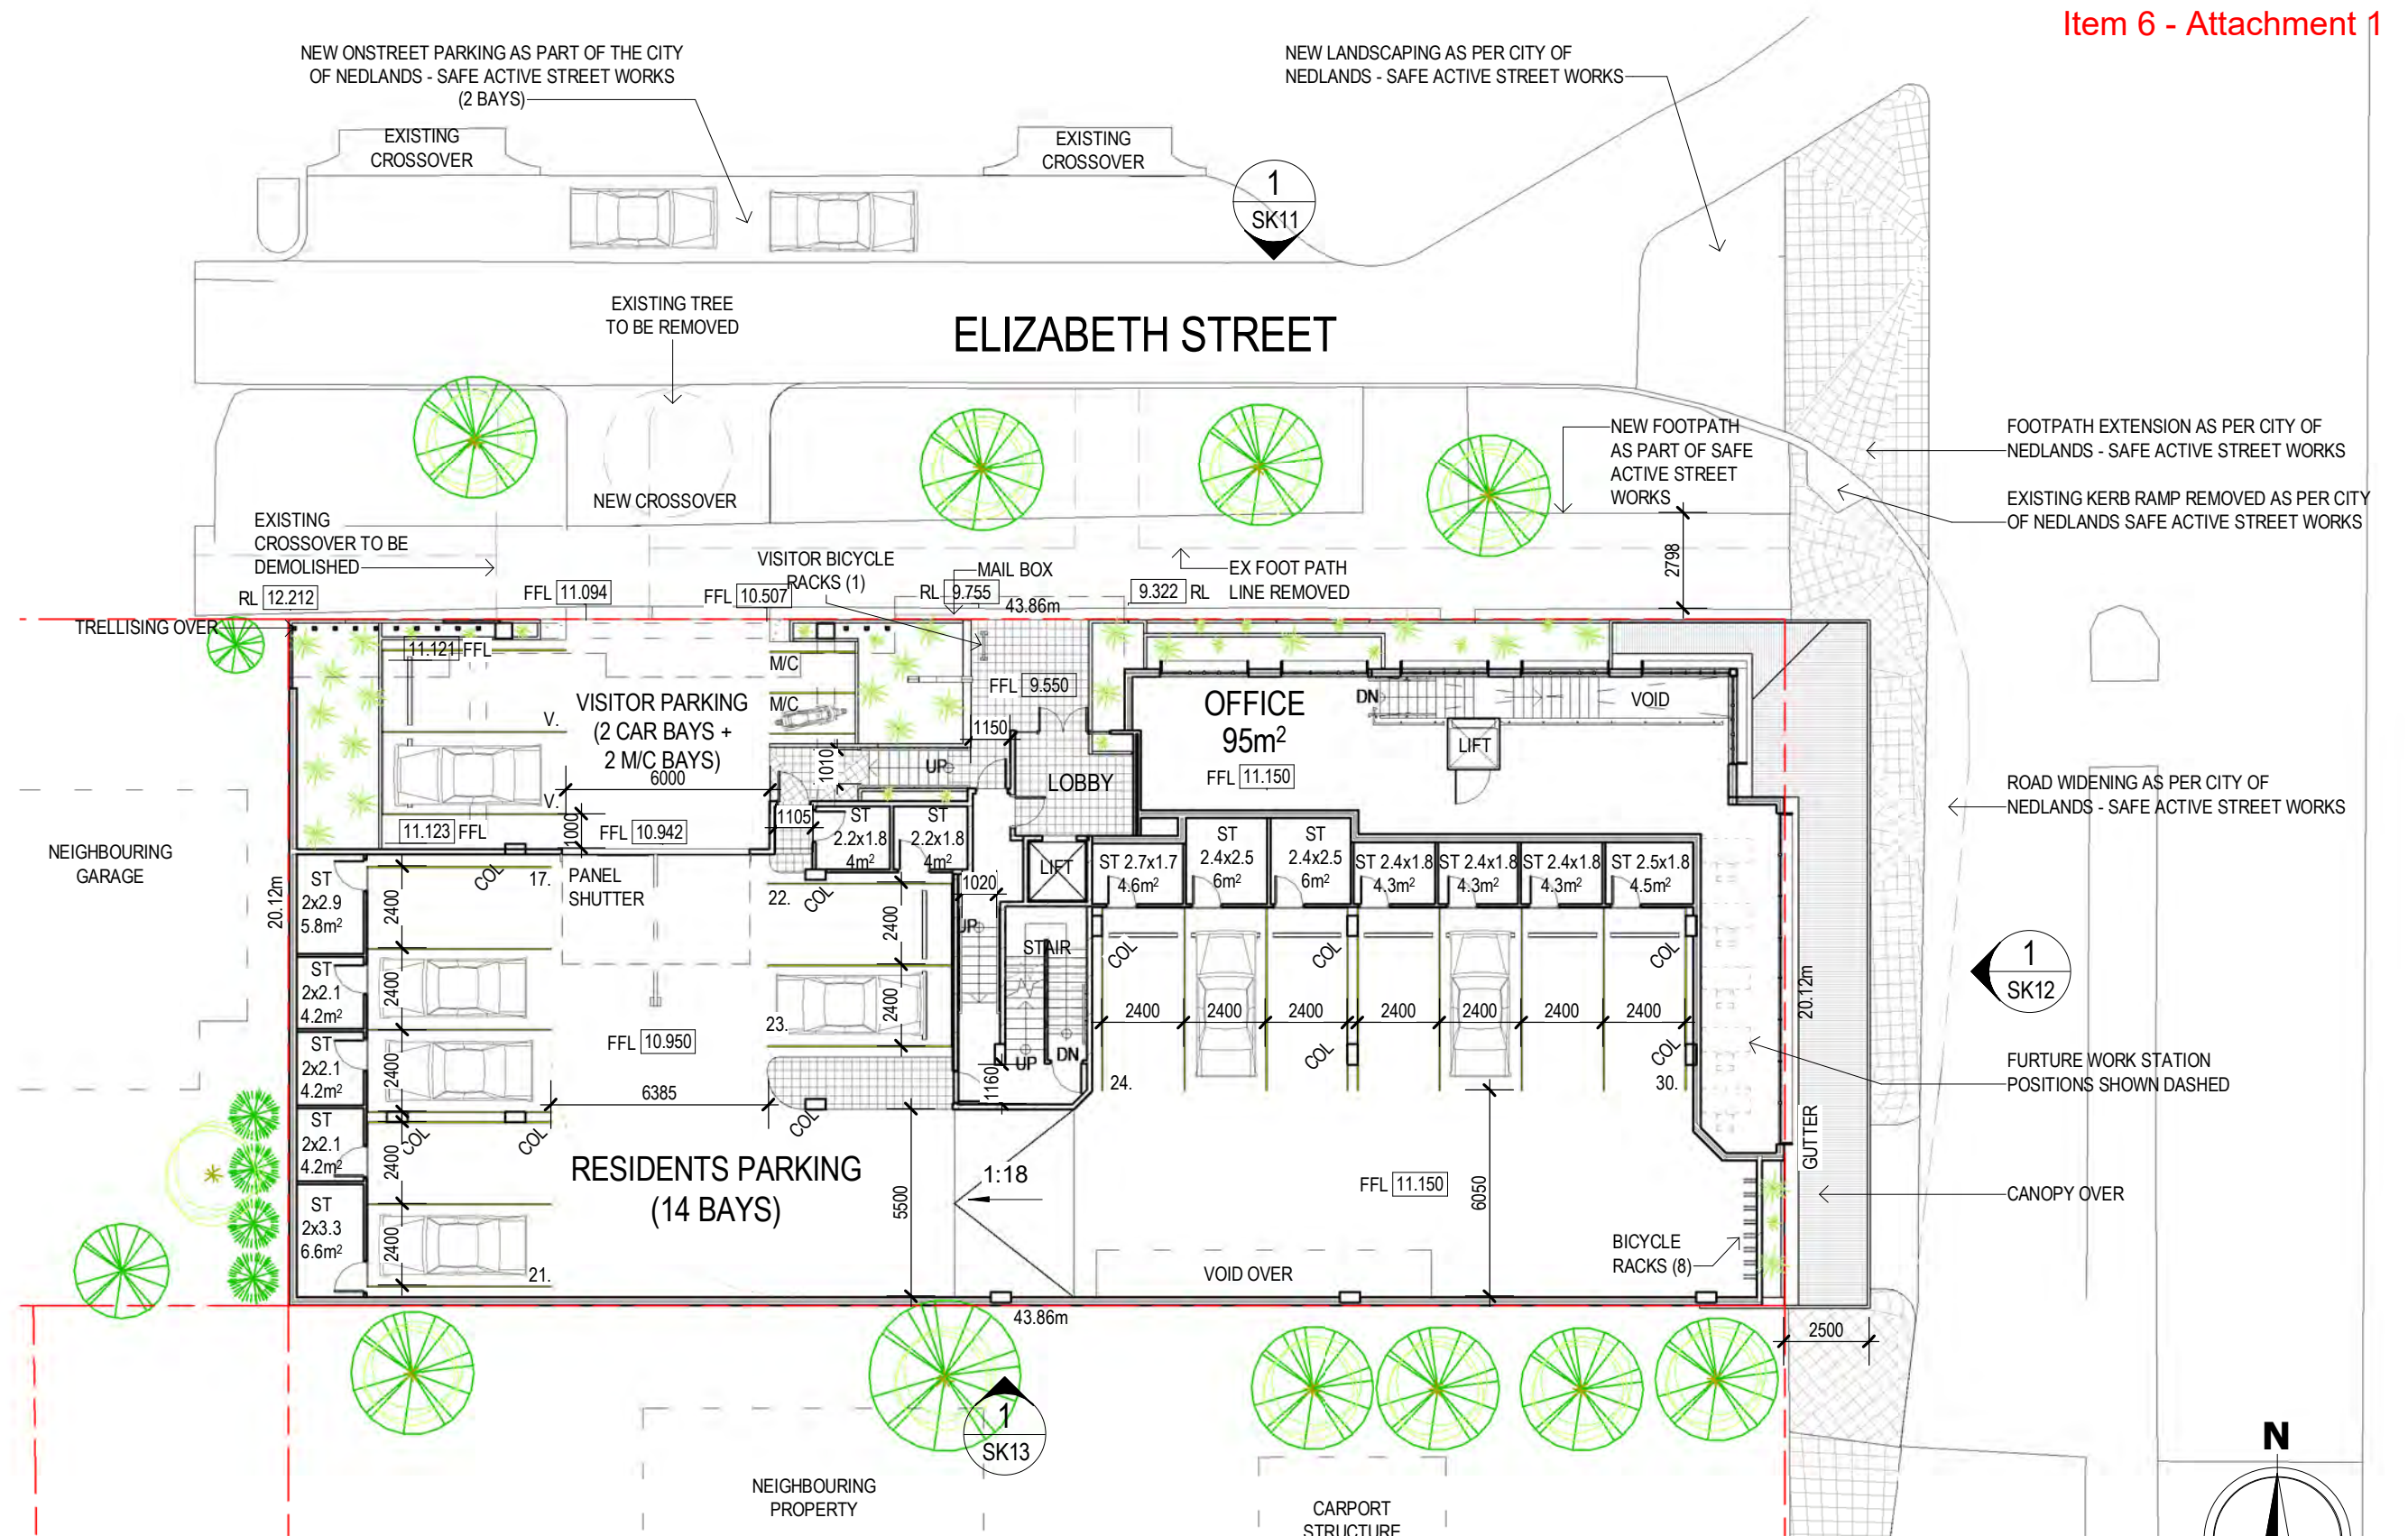 Item 6 - Attachment 1
NEW ONSTREET PARKING AS PART OF THE CITY
OF NEDLANDS - SAFE ACTIVE STREET WORKS
(2 BAYS)
NEW LANDSCAPING AS PER CITY OF
NEDLANDS - SAFE ACTIVE STREET WORKS
EXISTING
CROSSOVER
EXISTING
CROSSOVER
1
SK11
EXISTING TREE
TO BE REMOVED
ELIZABETH STREET
NEW FOOTPATH
AS PART OF SAFE
ACTIVE STREET
WORKS
FOOTPATH EXTENSION AS PER CITY OF
NEDLANDS - SAFE ACTIVE STREET WORKS
EXISTING KERB RAMP REMOVED AS PER CITY
OF NEDLANDS SAFE ACTIVE STREET WORKS
NEW CROSSOVER
EXISTING
CROSSOVER TO BE
DEMOLISHED
VISITOR BICYCLE
RACKS (1)
MAIL BOX
EX FOOT PATH
LINE REMOVED
2798
RL 12.212
FFL 11.094
FFL 10.507
RL 9.755
43.86m
9.322 RL
TRELLISING OVER
11.121 FFL
M/C
M/C
VISITOR PARKING
(2 CAR BAYS +
2 M/C BAYS)
6000
V.
V.
FFL 9.550
1150
1010
UP
LOBBY
OFFICE
95m²
FFL 11.150
DN
VOID
LIFT
ROAD WIDENING AS PER CITY OF
NEDLANDS - SAFE ACTIVE STREET WORKS
11.123 FFL
1000
FFL 10.942
1105
ST
2.2x1.8
4m²
ST
2.2x1.8
4m²
NEIGHBOURING
GARAGE
20.12m
ST
2x2.9
5.8m²
2400
COL
17.
PANEL
SHUTTER
22.
COL
2400
1020
LIFT
ST 2.7x1.7
4.6m²
ST
2.4x2.5
6m²
ST
2.4x2.5
6m²
ST 2.4x1.8
4.3m²
ST 2.4x1.8
4.3m²
ST 2.4x1.8
4.3m²
ST 2.5x1.8
4.5m²
UP
STAIR
COL
COL
COL
1
SK12
20.12m
ST
2x2.1
4.2m²
2400
23.
2400
2400
2400
2400
2400
2400
2400
2400
FFL 10.950
ST
2x2.1
4.2m²
2400
6385
UP
DN
1160
COL
COL
24.
30.
FURTURE WORK STATION
POSITIONS SHOWN DASHED
ST
2x2.1
4.2m²
2400
COL
COL
COL
RESIDENTS PARKING
(14 BAYS)
5500
1:18
FFL 11.150
6050
GUTTER
CANOPY OVER
ST
2x3.3
6.6m²
2400
21.
VOID OVER
BICYCLE
RACKS (8)
43.86m
2500
1
SK13
NEIGHBOURING
PROPERTY
CARPORT
STRUCTURE
N